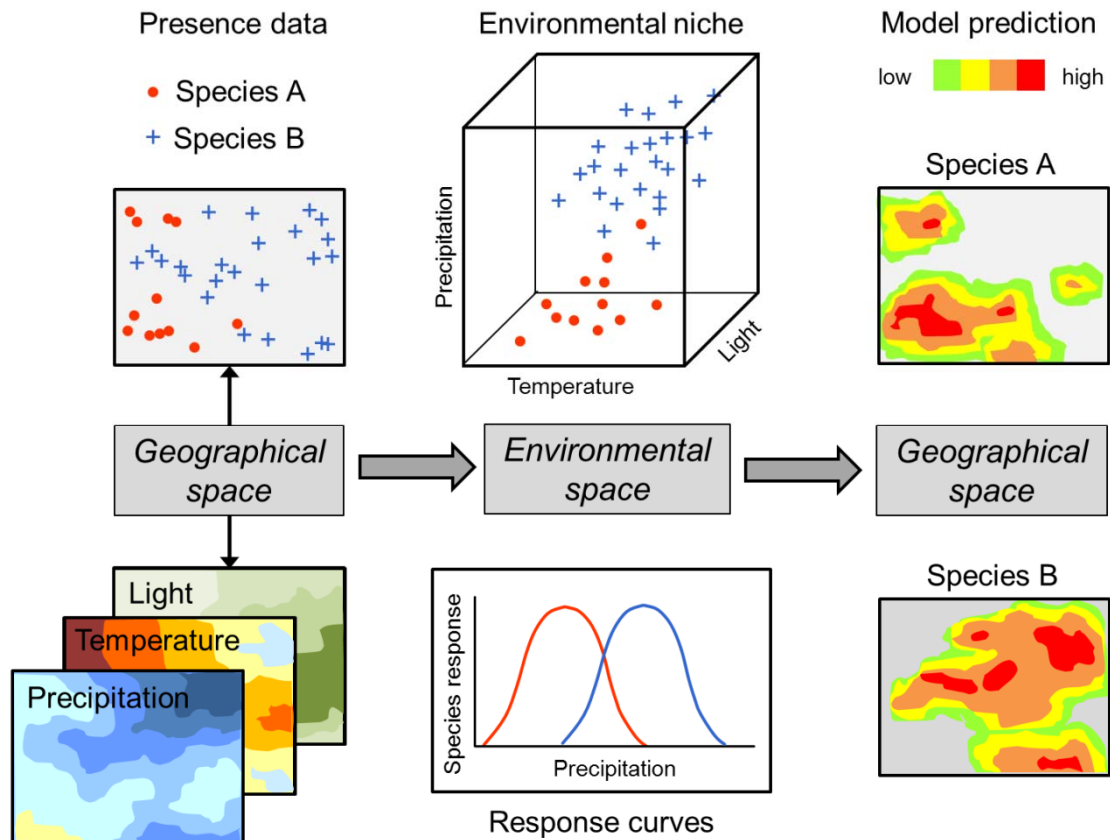 Presence data
Species A
Species B
Environmental niche
Precipitation
Temperature
Light
Model prediction
low
high
Species A
Geographical
space
Environmental
space
Geographical
space
Light
Temperature
Precipitation
Species response
Precipitation
Response curves
Species B